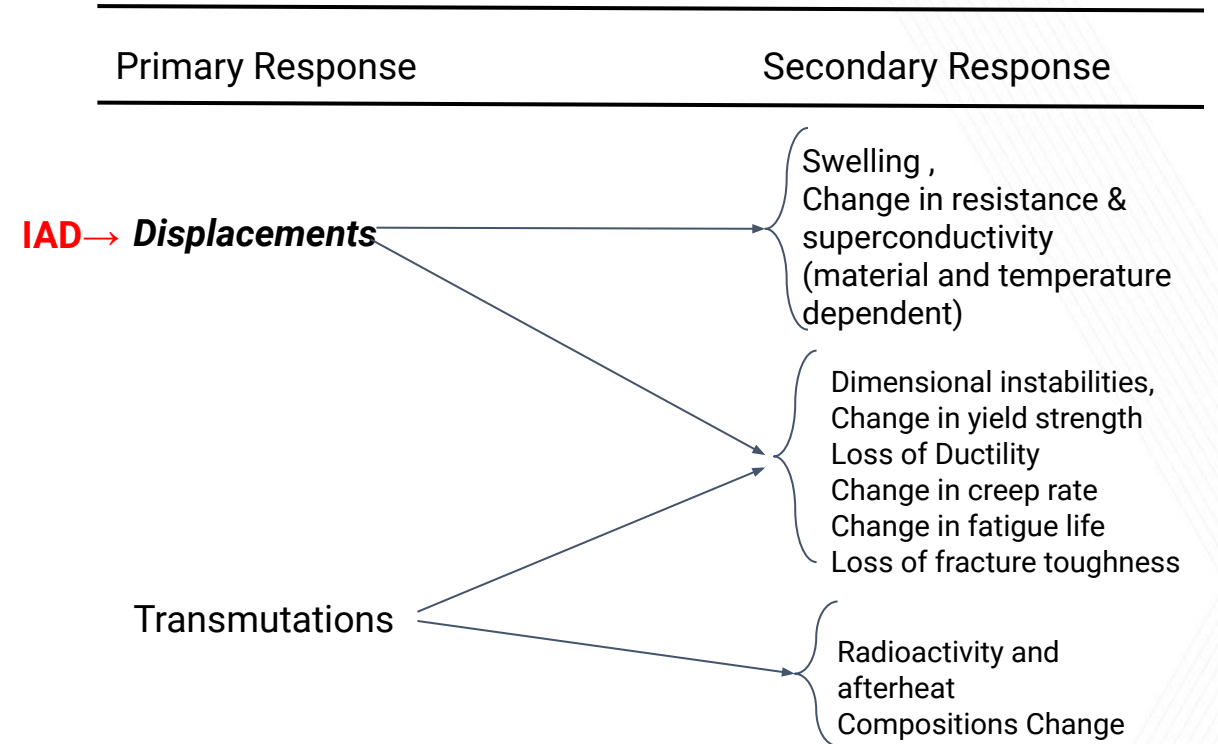 Primary Response
Secondary Response
IAD→ Displacements
Swelling ,
Change in resistance &
superconductivity
(material and temperature
dependent)
Dimensional instabilities,
Change in yield strength
Loss of Ductility
Change in creep rate
Change in fatigue life
Loss of fracture toughness
Transmutations
Radioactivity and
afterheat
Compositions Change